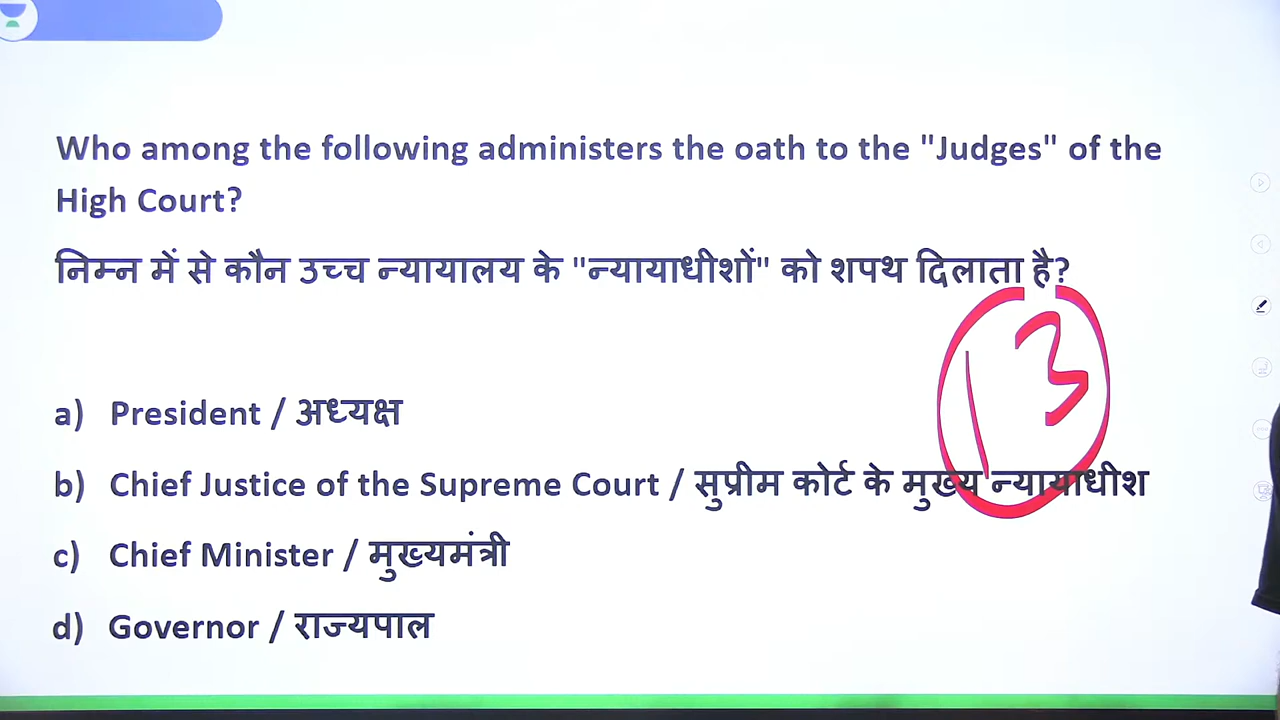 Who among the following administers the oath to the "Judges" of the
High Court?
निम्न में से कौन उच्च न्यायालय के "न्यायाधीशों" को शपथ दिलाता है?
13
a) President / अध्यक्ष
b) Chief Justice of the Supreme Court / सुप्रीम कोर्ट के मुख्य न्यायाधीश
c) Chief Minister / मुख्यमंत्री
d) Governor / राज्यपाल